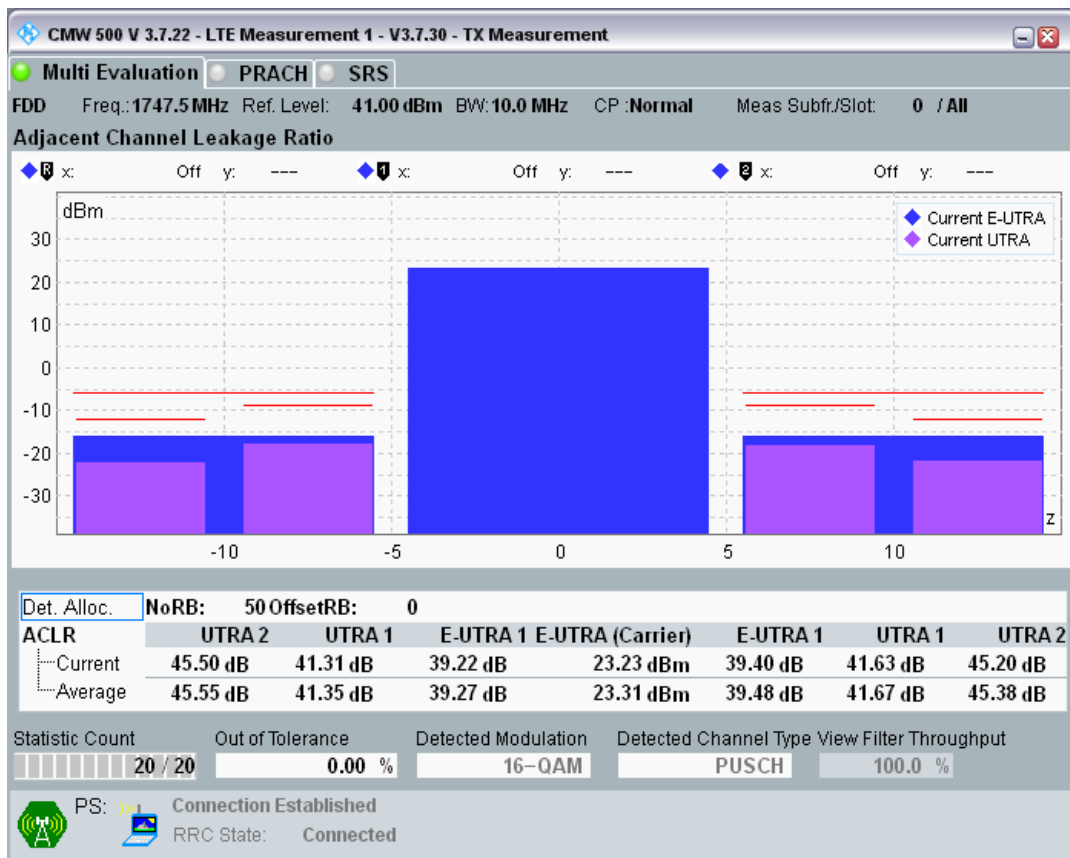 CMW 500 V 3.7.22 - LTE Measurement 1 - V3.7.30 - TX Measurement
Multi Evaluation PRACH SRS
FDD Freq.: 1747.5 MHz Ref. Level: 41.00 dBm BW: 10.0 MHz CP :Normal Meas Subfr./Slot: 0 / All
Adjacent Channel Leakage Ratio
R x: Off y: --- 1 x: Off y: --- 2 x: Off y: ---
dBm
Current E-UTRA
Current UTRA
30
20
10
0
-10
-20
-30
z
-10 -5 0 5 10
Det. Alloc. NoRB: 50 OffsetRB: 0
ACLR UTRA 2 UTRA 1 E-UTRA 1 E-UTRA (Carrier) E-UTRA 1 UTRA 1 UTRA 2
Current 45.50 dB 41.31 dB 39.22 dB 23.23 dBm 39.40 dB 41.63 dB 45.20 dB
Average 45.55 dB 41.35 dB 39.27 dB 23.31 dBm 39.48 dB 41.67 dB 45.38 dB
Statistic Count Out of Tolerance Detected Modulation Detected Channel Type View Filter Throughput
20 / 20 0.00 % 16-QAM PUSCH 100.0 %
PS: Connection Established
RRC State: Connected